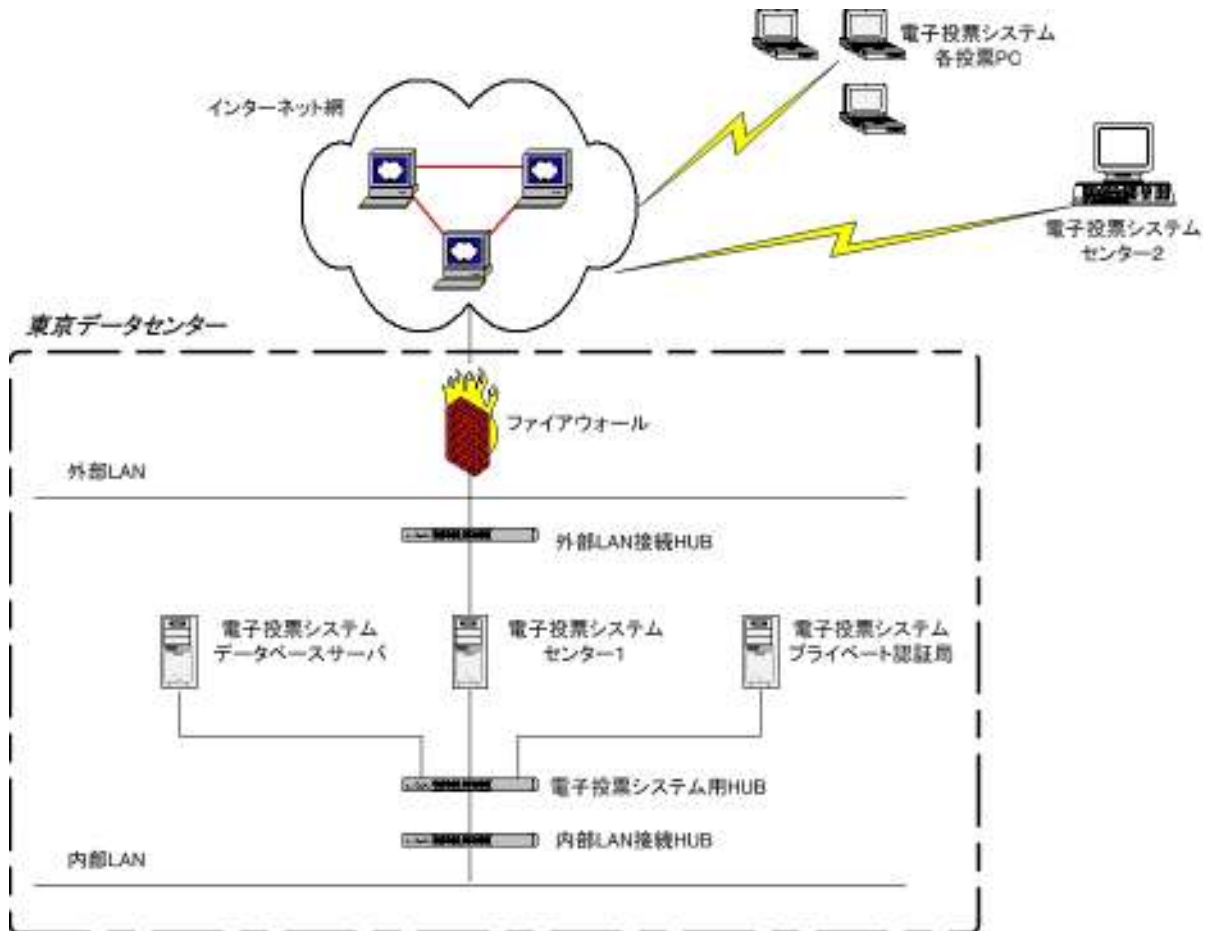 電子投票システム
各投票PC
インターネット網
電子投票システム
センター2
東京データセンター
ファイアウォール
外部LAN
外部LAN接続HUB
電子投票システム
データベースサーバ
電子投票システム
センター1
電子投票システム
プライベート認証局
電子投票システム用HUB
内部LAN接続HUB
内部LAN